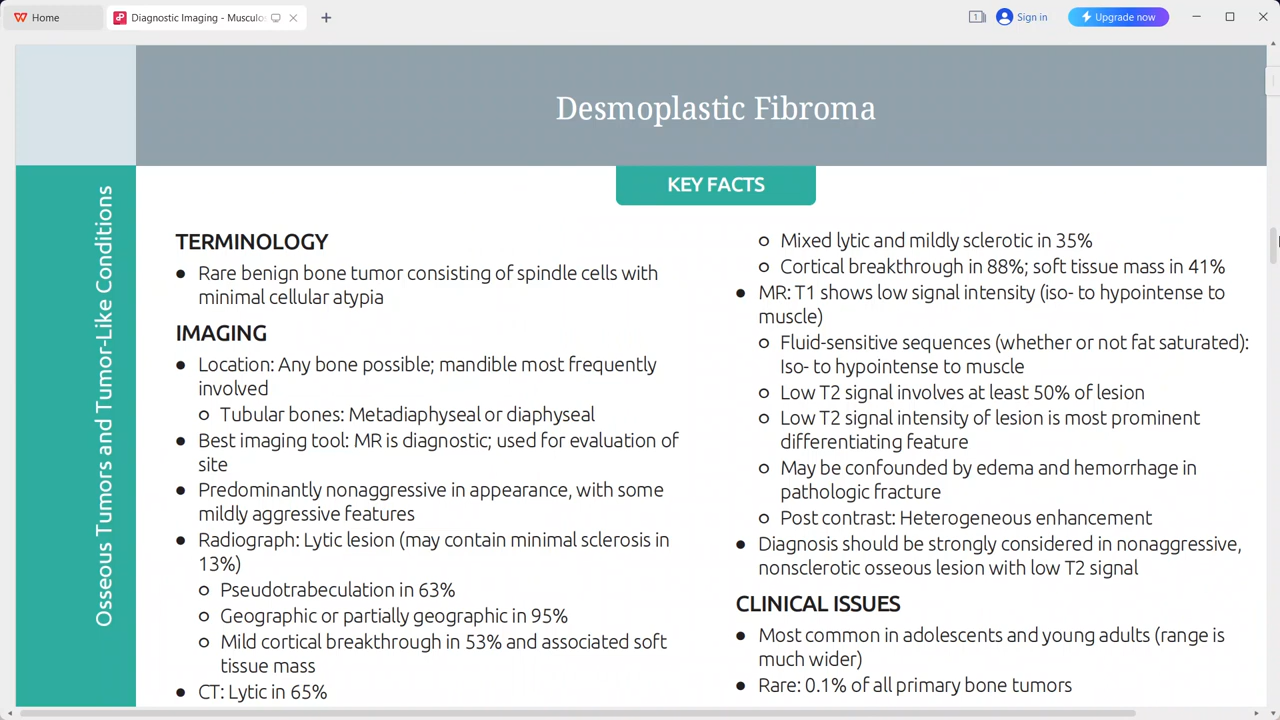 Home
Diagnostic Imaging - Musculos
1
Sign in
Upgrade now
Desmoplastic Fibroma
KEY FACTS
Osseous Tumors and Tumor-Like Conditions
TERMINOLOGY
• Rare benign bone tumor consisting of spindle cells with
minimal cellular atypia
IMAGING
• Location: Any bone possible; mandible most frequently
involved
○ Tubular bones: Metadiaphyseal or diaphyseal
• Best imaging tool: MR is diagnostic; used for evaluation of
site
• Predominantly nonaggressive in appearance, with some
mildly aggressive features
• Radiograph: Lytic lesion (may contain minimal sclerosis in
13%)
○ Pseudotrabeculation in 63%
○ Geographic or partially geographic in 95%
○ Mild cortical breakthrough in 53% and associated soft
tissue mass
• CT: Lytic in 65%
○ Mixed lytic and mildly sclerotic in 35%
○ Cortical breakthrough in 88%; soft tissue mass in 41%
• MR: T1 shows low signal intensity (iso- to hypointense to
muscle)
○ Fluid-sensitive sequences (whether or not fat saturated):
Iso- to hypointense to muscle
○ Low T2 signal involves at least 50% of lesion
○ Low T2 signal intensity of lesion is most prominent
differentiating feature
○ May be confounded by edema and hemorrhage in
pathologic fracture
○ Post contrast: Heterogeneous enhancement
• Diagnosis should be strongly considered in nonaggressive,
nonsclerotic osseous lesion with low T2 signal
CLINICAL ISSUES
• Most common in adolescents and young adults (range is
much wider)
• Rare: 0.1% of all primary bone tumors